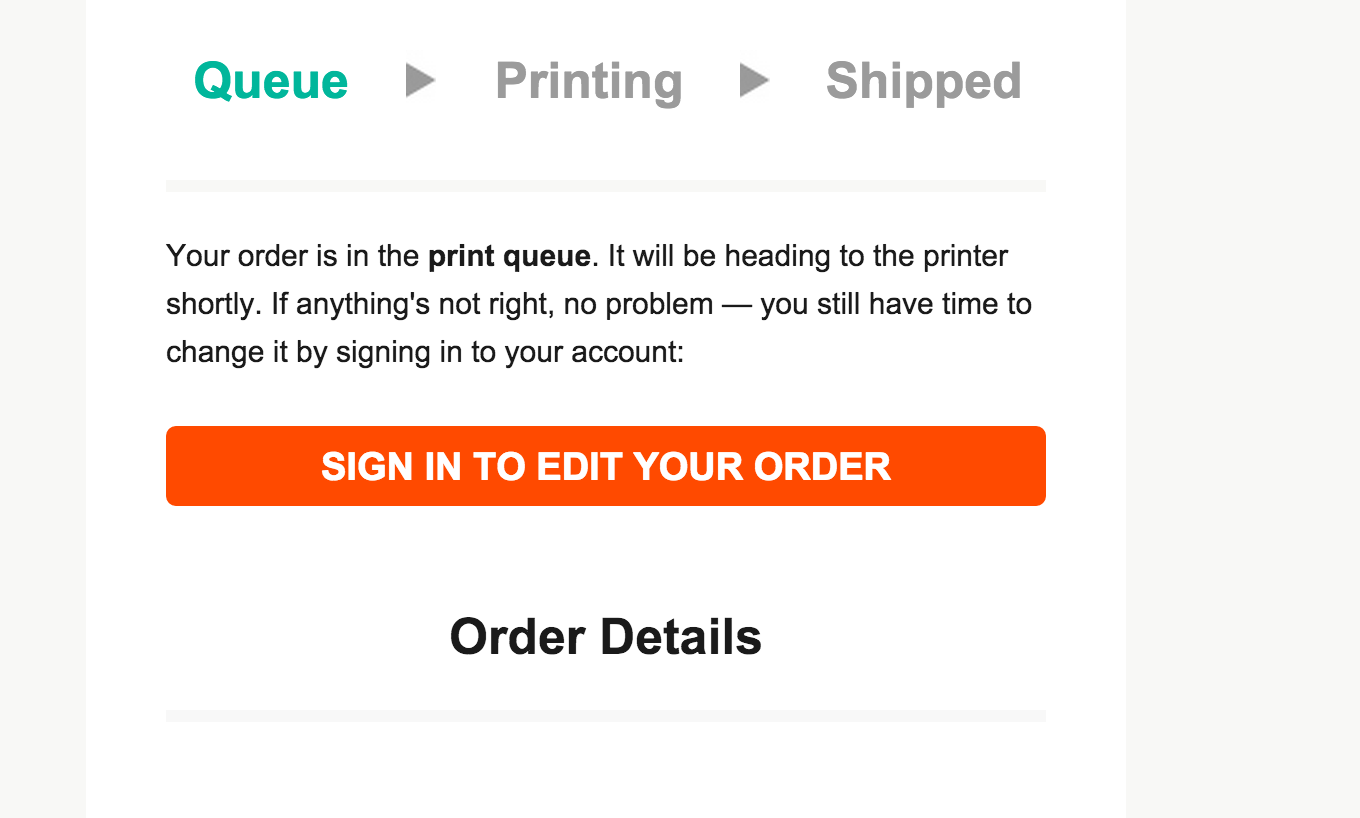 Queue ▶ Printing ▶ Shipped
Your order is in the print queue. It will be heading to the printer
shortly. If anything's not right, no problem — you still have time to
change it by signing in to your account:
SIGN IN TO EDIT YOUR ORDER
Order Details